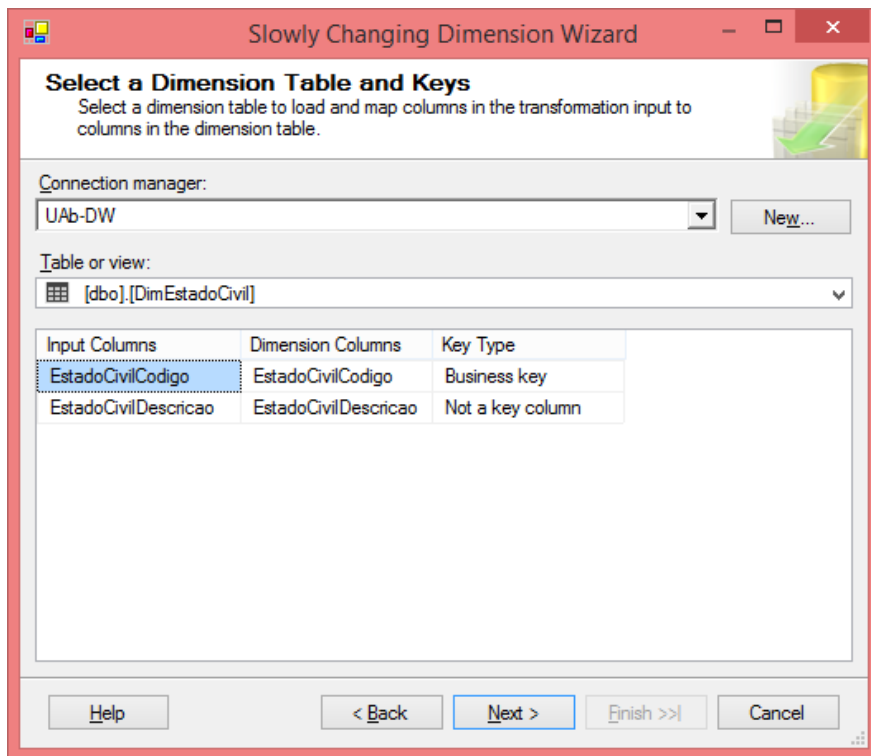 Slowly Changing Dimension Wizard
Select a Dimension Table and Keys
Select a dimension table to load and map columns in the transformation input to
columns in the dimension table.
Connection manager:
UAb-DW
New...
Table or view:
[dbo].[DimEstadoCivil]
Input Columns Dimension Columns Key Type
EstadoCivilCodigo EstadoCivilCodigo Business key
EstadoCivilDescricao EstadoCivilDescricao Not a key column
Help < Back Next > Finish >>| Cancel